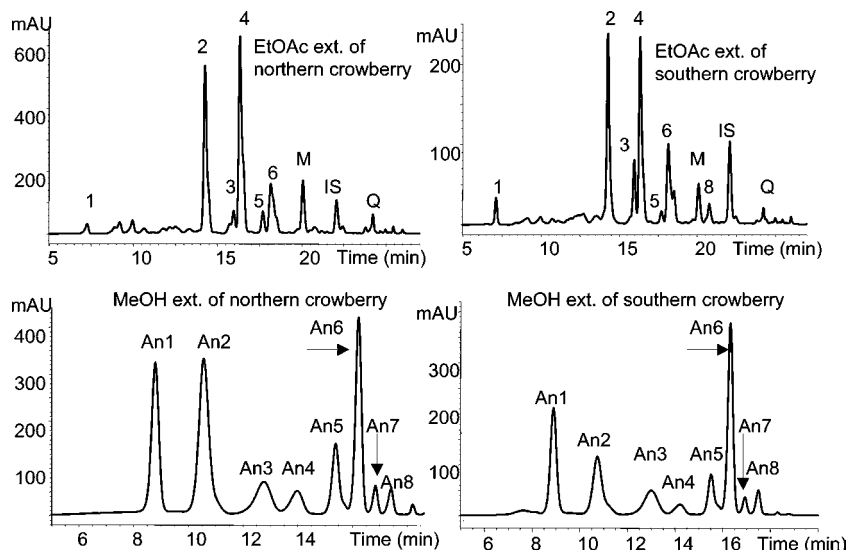 mAU
2
4
EtOAc ext. of
northern crowberry
600
400
200
1
3
5
6
M
IS
Q
5
10
15
20
Time (min)
mAU
2
4
EtOAc ext. of
southern crowberry
200
100
1
3
5
6
M
8
IS
Q
5
10
15
20
Time (min)
MeOH ext. of northern crowberry
mAU
400
300
200
100
An1
An2
An3
An4
An5
An6
An7
An8
6
8
10
12
14
Time (min)
MeOH ext. of southern crowberry
mAU
300
200
100
An1
An2
An3
An4
An5
An6
An7
An8
6
8
10
12
14
16
Time (min)